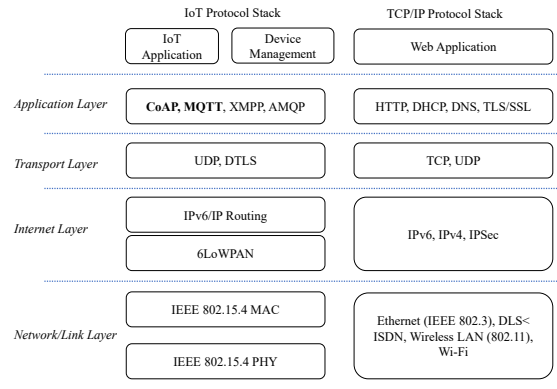 IoT Protocol Stack
TCP/IP Protocol Stack
IoT
Application
Device
Management
Web Application
Application Layer
CoAP, MQTT, XMPP, AMQP
HTTP, DHCP, DNS, TLS/SSL
Transport Layer
UDP, DTLS
TCP, UDP
Internet Layer
IPv6/IP Routing
6LoWPAN
IPv6, IPv4, IPSec
Network/Link Layer
IEEE 802.15.4 MAC
IEEE 802.15.4 PHY
Ethernet (IEEE 802.3), DLS<
ISDN, Wireless LAN (802.11),
Wi-Fi